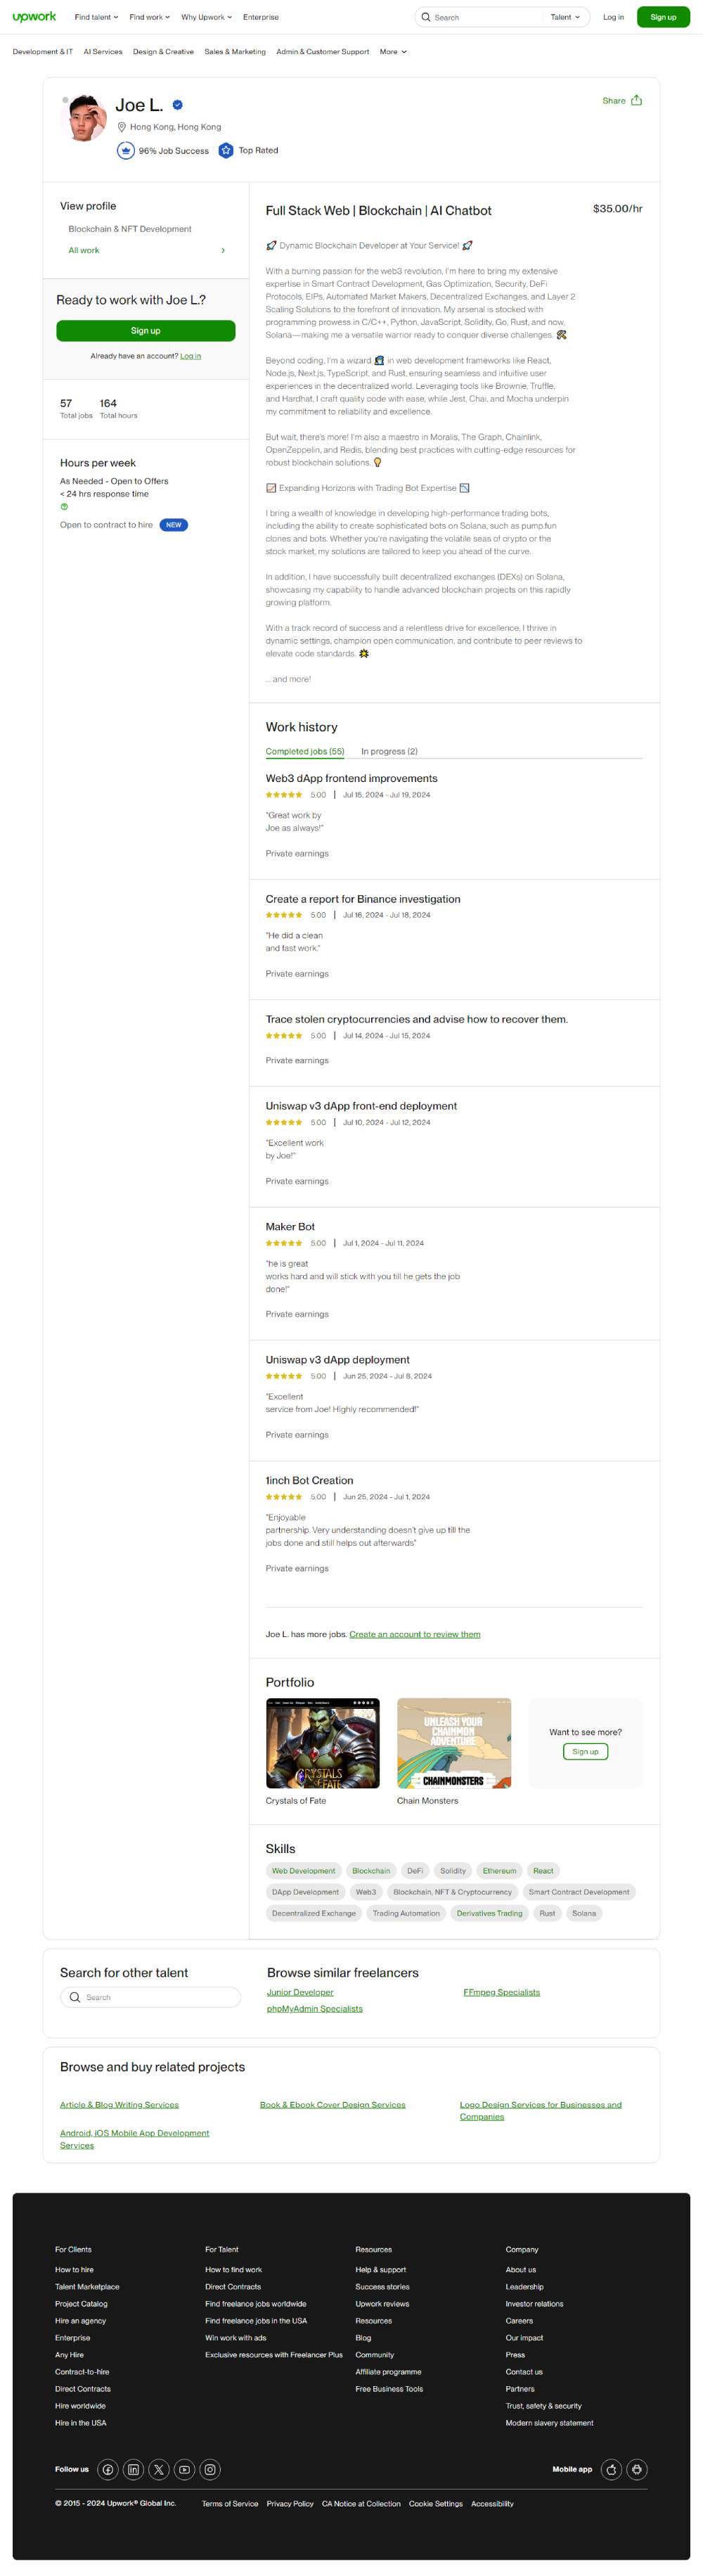 upwork
Find talent
Find work
Why Upwork
Enterprise
Search
Talent
Log in
Sign up
Development & IT
AI Services
Design & Creative
Sales & Marketing
Admin & Customer Support
More
Joe L.
Share
Hong Kong, Hong Kong
96% Job Success
Top Rated
View profile
Blockchain & NFT Development
All work
Ready to work with Joe L.?
Sign up
Already have an account? Log in
57
164
Total jobs
Total hours
Hours per week
As Needed - Open to Offers
< 24 hrs response time
Open to contract to hire
NEW
Full Stack Web | Blockchain | AI Chatbot
$35.00/hr
🚀 Dynamic Blockchain Developer at Your Service! 🚀
With a burning passion for the web3 revolution, I'm here to bring my extensive
expertise in Smart Contract Development, Gas Optimization, Security, DeFi
Protocols, EIPs, Automated Market Makers, Decentralized Exchanges, and Layer 2
Scaling Solutions to the forefront of innovation. My arsenal is stocked with
programming prowess in C/C++, Python, JavaScript, Solidity, Go, Rust, and now,
Solana—making me a versatile warrior ready to conquer diverse challenges. 🛠
Beyond coding, I'm a wizard 🧙 in web development frameworks like React,
Node.js, Next.js, TypeScript, and Rust, ensuring seamless and intuitive user
experiences in the decentralized world. Leveraging tools like Brownie, Truffle,
and Hardhat, I craft quality code with ease, while Jest, Chai, and Mocha underpin
my commitment to reliability and excellence.
But wait, there's more! I'm also a maestro in Moralis, The Graph, Chainlink,
OpenZeppelin, and Redis, blending best practices with cutting-edge resources for
robust blockchain solutions. 💡
📈 Expanding Horizons with Trading Bot Expertise 📉
I bring a wealth of knowledge in developing high-performance trading bots,
including the ability to create sophisticated bots on Solana, such as pump.fun
clones and bots. Whether you're navigating the volatile seas of crypto or the
stock market, my solutions are tailored to keep you ahead of the curve.
In addition, I have successfully built decentralized exchanges (DEXs) on Solana,
showcasing my capability to handle advanced blockchain projects on this rapidly
growing platform.
With a track record of success and a relentless drive for excellence, I thrive in
dynamic settings, champion open communication, and contribute to peer reviews to
elevate code standards.
... and more!
Work history
Completed jobs (55)
In progress (2)
Web3 dApp frontend improvements
5.00 | Jul 15, 2024 - Jul 19, 2024
"Great work by
Joe as always!"
Private earnings
Create a report for Binance investigation
5.00 | Jul 16, 2024 - Jul 18, 2024
"He did a clean
and fast work."
Private earnings
Trace stolen cryptocurrencies and advise how to recover them.
5.00 | Jul 14, 2024 - Jul 15, 2024
Private earnings
Uniswap v3 dApp front-end deployment
5.00 | Jul 10, 2024 - Jul 12, 2024
"Excellent work
by Joe!"
Private earnings
Maker Bot
5.00 | Jul 1, 2024 - Jul 11, 2024
"he is great
works hard and will stick with you till he gets the job
done!"
Private earnings
Uniswap v3 dApp deployment
5.00 | Jun 25, 2024 - Jul 8, 2024
"Excellent
service from Joe! Highly recommended!"
Private earnings
1inch Bot Creation
5.00 | Jun 25, 2024 - Jul 1, 2024
"Enjoyable
partnership. Very understanding doesn't give up till the
jobs done and still helps out afterwards"
Private earnings
Joe L. has more jobs. Create an account to review them
Portfolio
CRYSTALS
OF FATE
UNLEASH YOUR
CHAINMON
ADVENTURE
CHAINMONSTERS
Want to see more?
Sign up
Crystals of Fate
Chain Monsters
Skills
Web Development
Blockchain
DeFi
Solidity
Ethereum
React
DApp Development
Web3
Blockchain, NFT & Cryptocurrency
Smart Contract Development
Decentralized Exchange
Trading Automation
Derivatives Trading
Rust
Solana
Search for other talent
Search
Browse similar freelancers
Junior Developer
FFmpeg Specialists
phpMyAdmin Specialists
Browse and buy related projects
Article & Blog Writing Services
Book & Ebook Cover Design Services
Logo Design Services for Businesses and
Companies
Android, iOS Mobile App Development
Services
For Clients
How to hire
Talent Marketplace
Project Catalog
Hire an agency
Enterprise
Any Hire
Contract-to-hire
Direct Contracts
Hire worldwide
Hire in the USA
For Talent
How to find work
Direct Contracts
Find freelance jobs worldwide
Find freelance jobs in the USA
Win work with ads
Exclusive resources with Freelancer Plus
Resources
Help & support
Success stories
Upwork reviews
Resources
Blog
Community
Affiliate programme
Free Business Tools
Company
About us
Leadership
Investor relations
Careers
Our impact
Press
Contact us
Partners
Trust, safety & security
Modern slavery statement
Follow us
Mobile app
© 2015 - 2024 Upwork® Global Inc.
Terms of Service
Privacy Policy
CA Notice at Collection
Cookie Settings
Accessibility